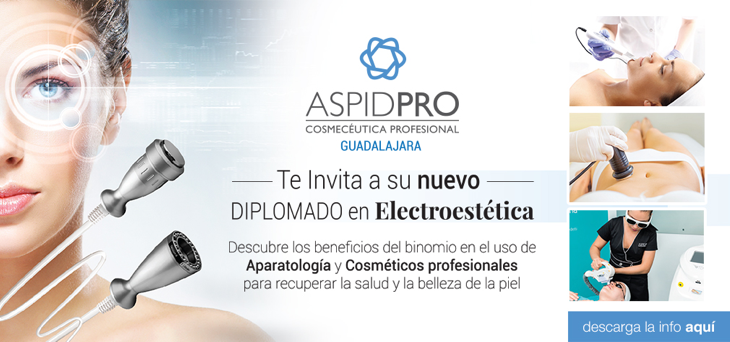 ASPIDPRO
COSMECÉUTICA PROFESIONAL
GUADALAJARA
Te Invita a su nuevo
DIPLOMADO en Electroestética
Descubre los beneficios del binomio en el uso de
Aparatología y Cosméticos profesionales
para recuperar la salud y la belleza de la piel
descarga la info aquí